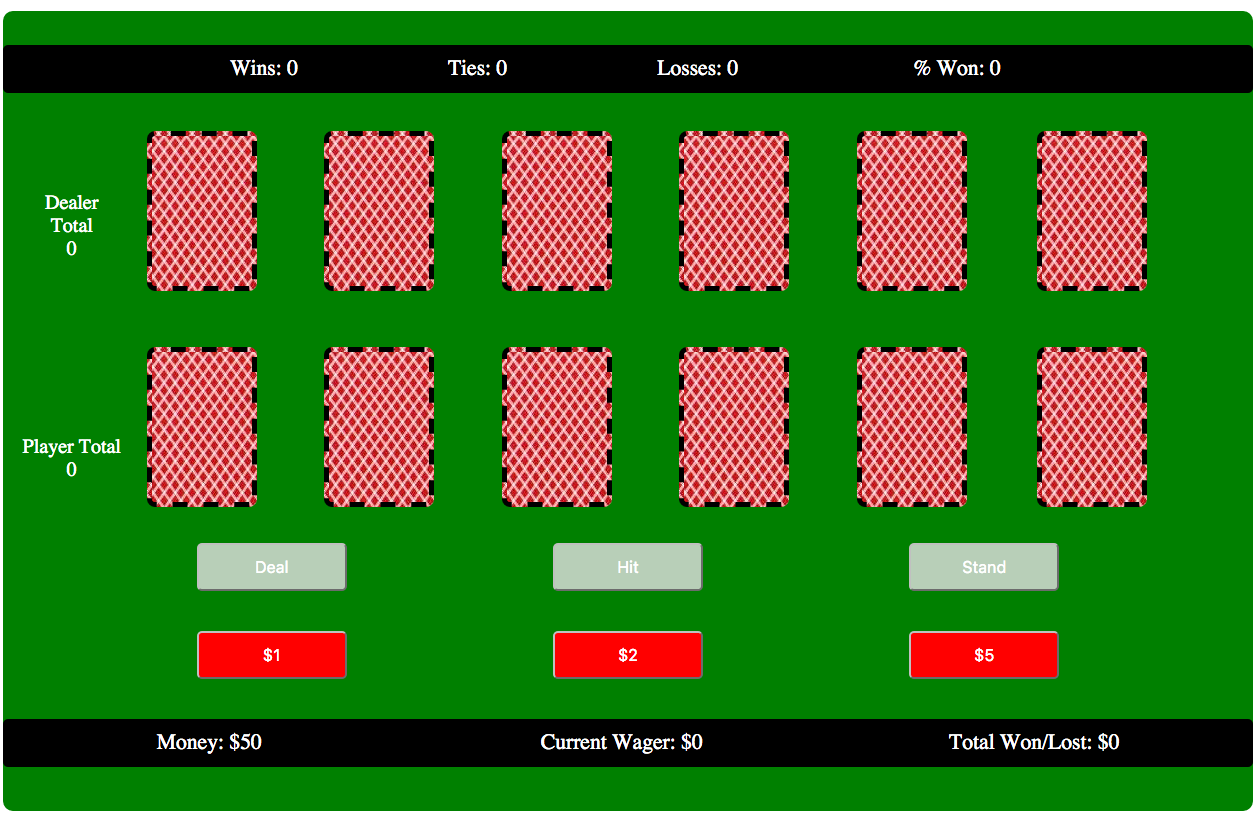 Wins: 0 Ties: 0 Losses: 0 % Won: 0
Dealer
Total
0
Player Total
0
Deal Hit Stand
$1 $2 $5
Money: $50 Current Wager: $0 Total Won/Lost: $0